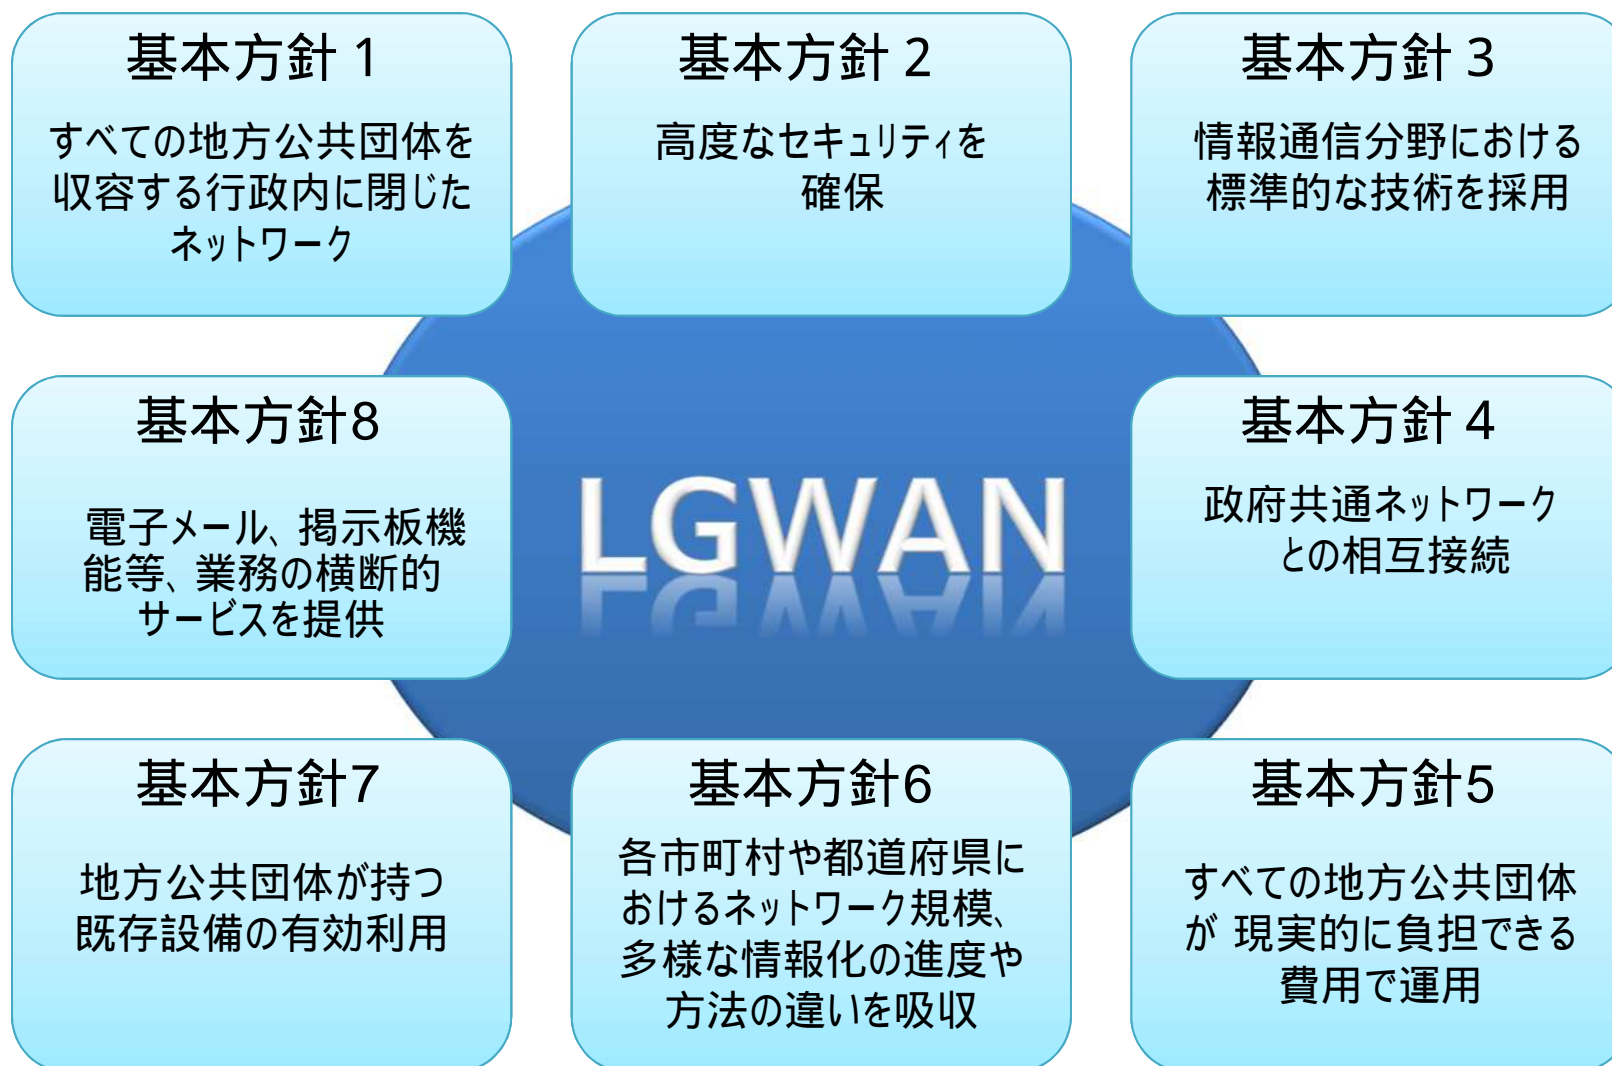 基本方針 1
すべての地方公共団体を
収容する行政内に閉じた
ネットワーク
基本方針 2
高度なセキュリティを
確保
基本方針 3
情報通信分野における
標準的な技術を採用
基本方針8
電子メール、掲示板機
能等、業務の横断的
サービスを提供
LGWAN
基本方針 4
政府共通ネットワーク
との相互接続
基本方針7
地方公共団体が持つ
既存設備の有効利用
基本方針6
各市町村や都道府県に
おけるネットワーク規模、
多様な情報化の進度や
方法の違いを吸収
基本方針5
すべての地方公共団体
が 現実的に負担できる
費用で運用